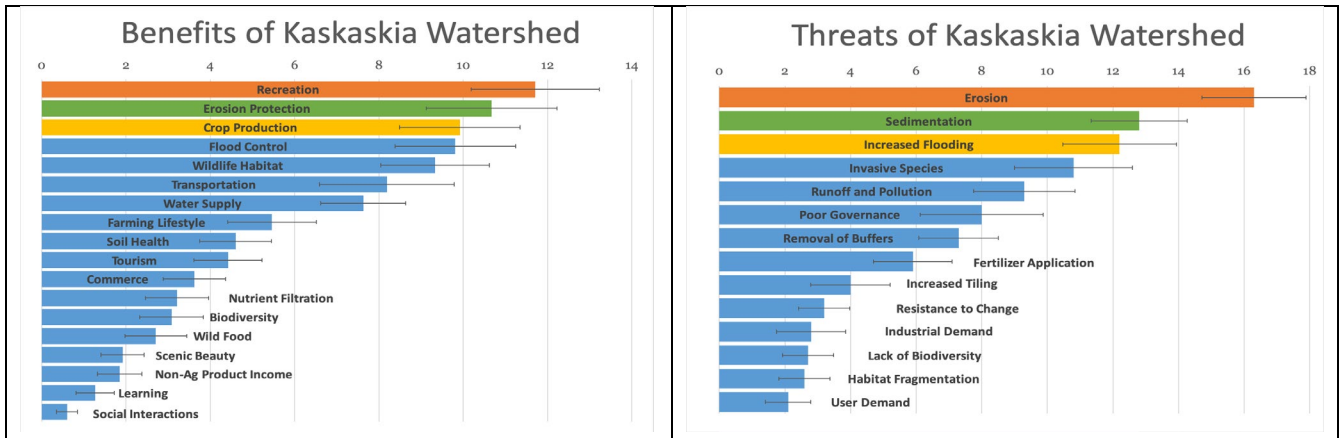 Benefits of Kaskaskia Watershed
0 2 4 6 8 10 12 14
Recreation
Erosion Protection
Crop Production
Flood Control
Wildlife Habitat
Transportation
Water Supply
Farming Lifestyle
Soil Health
Tourism
Commerce
Nutrient Filtration
Biodiversity
Wild Food
Scenic Beauty
Non-Ag Product Income
Learning
Social Interactions
Threats of Kaskaskia Watershed
0 2 4 6 8 10 12 14 16 18
Erosion
Sedimentation
Increased Flooding
Invasive Species
Runoff and Pollution
Poor Governance
Removal of Buffers
Fertilizer Application
Increased Tiling
Resistance to Change
Industrial Demand
Lack of Biodiversity
Habitat Fragmentation
User Demand